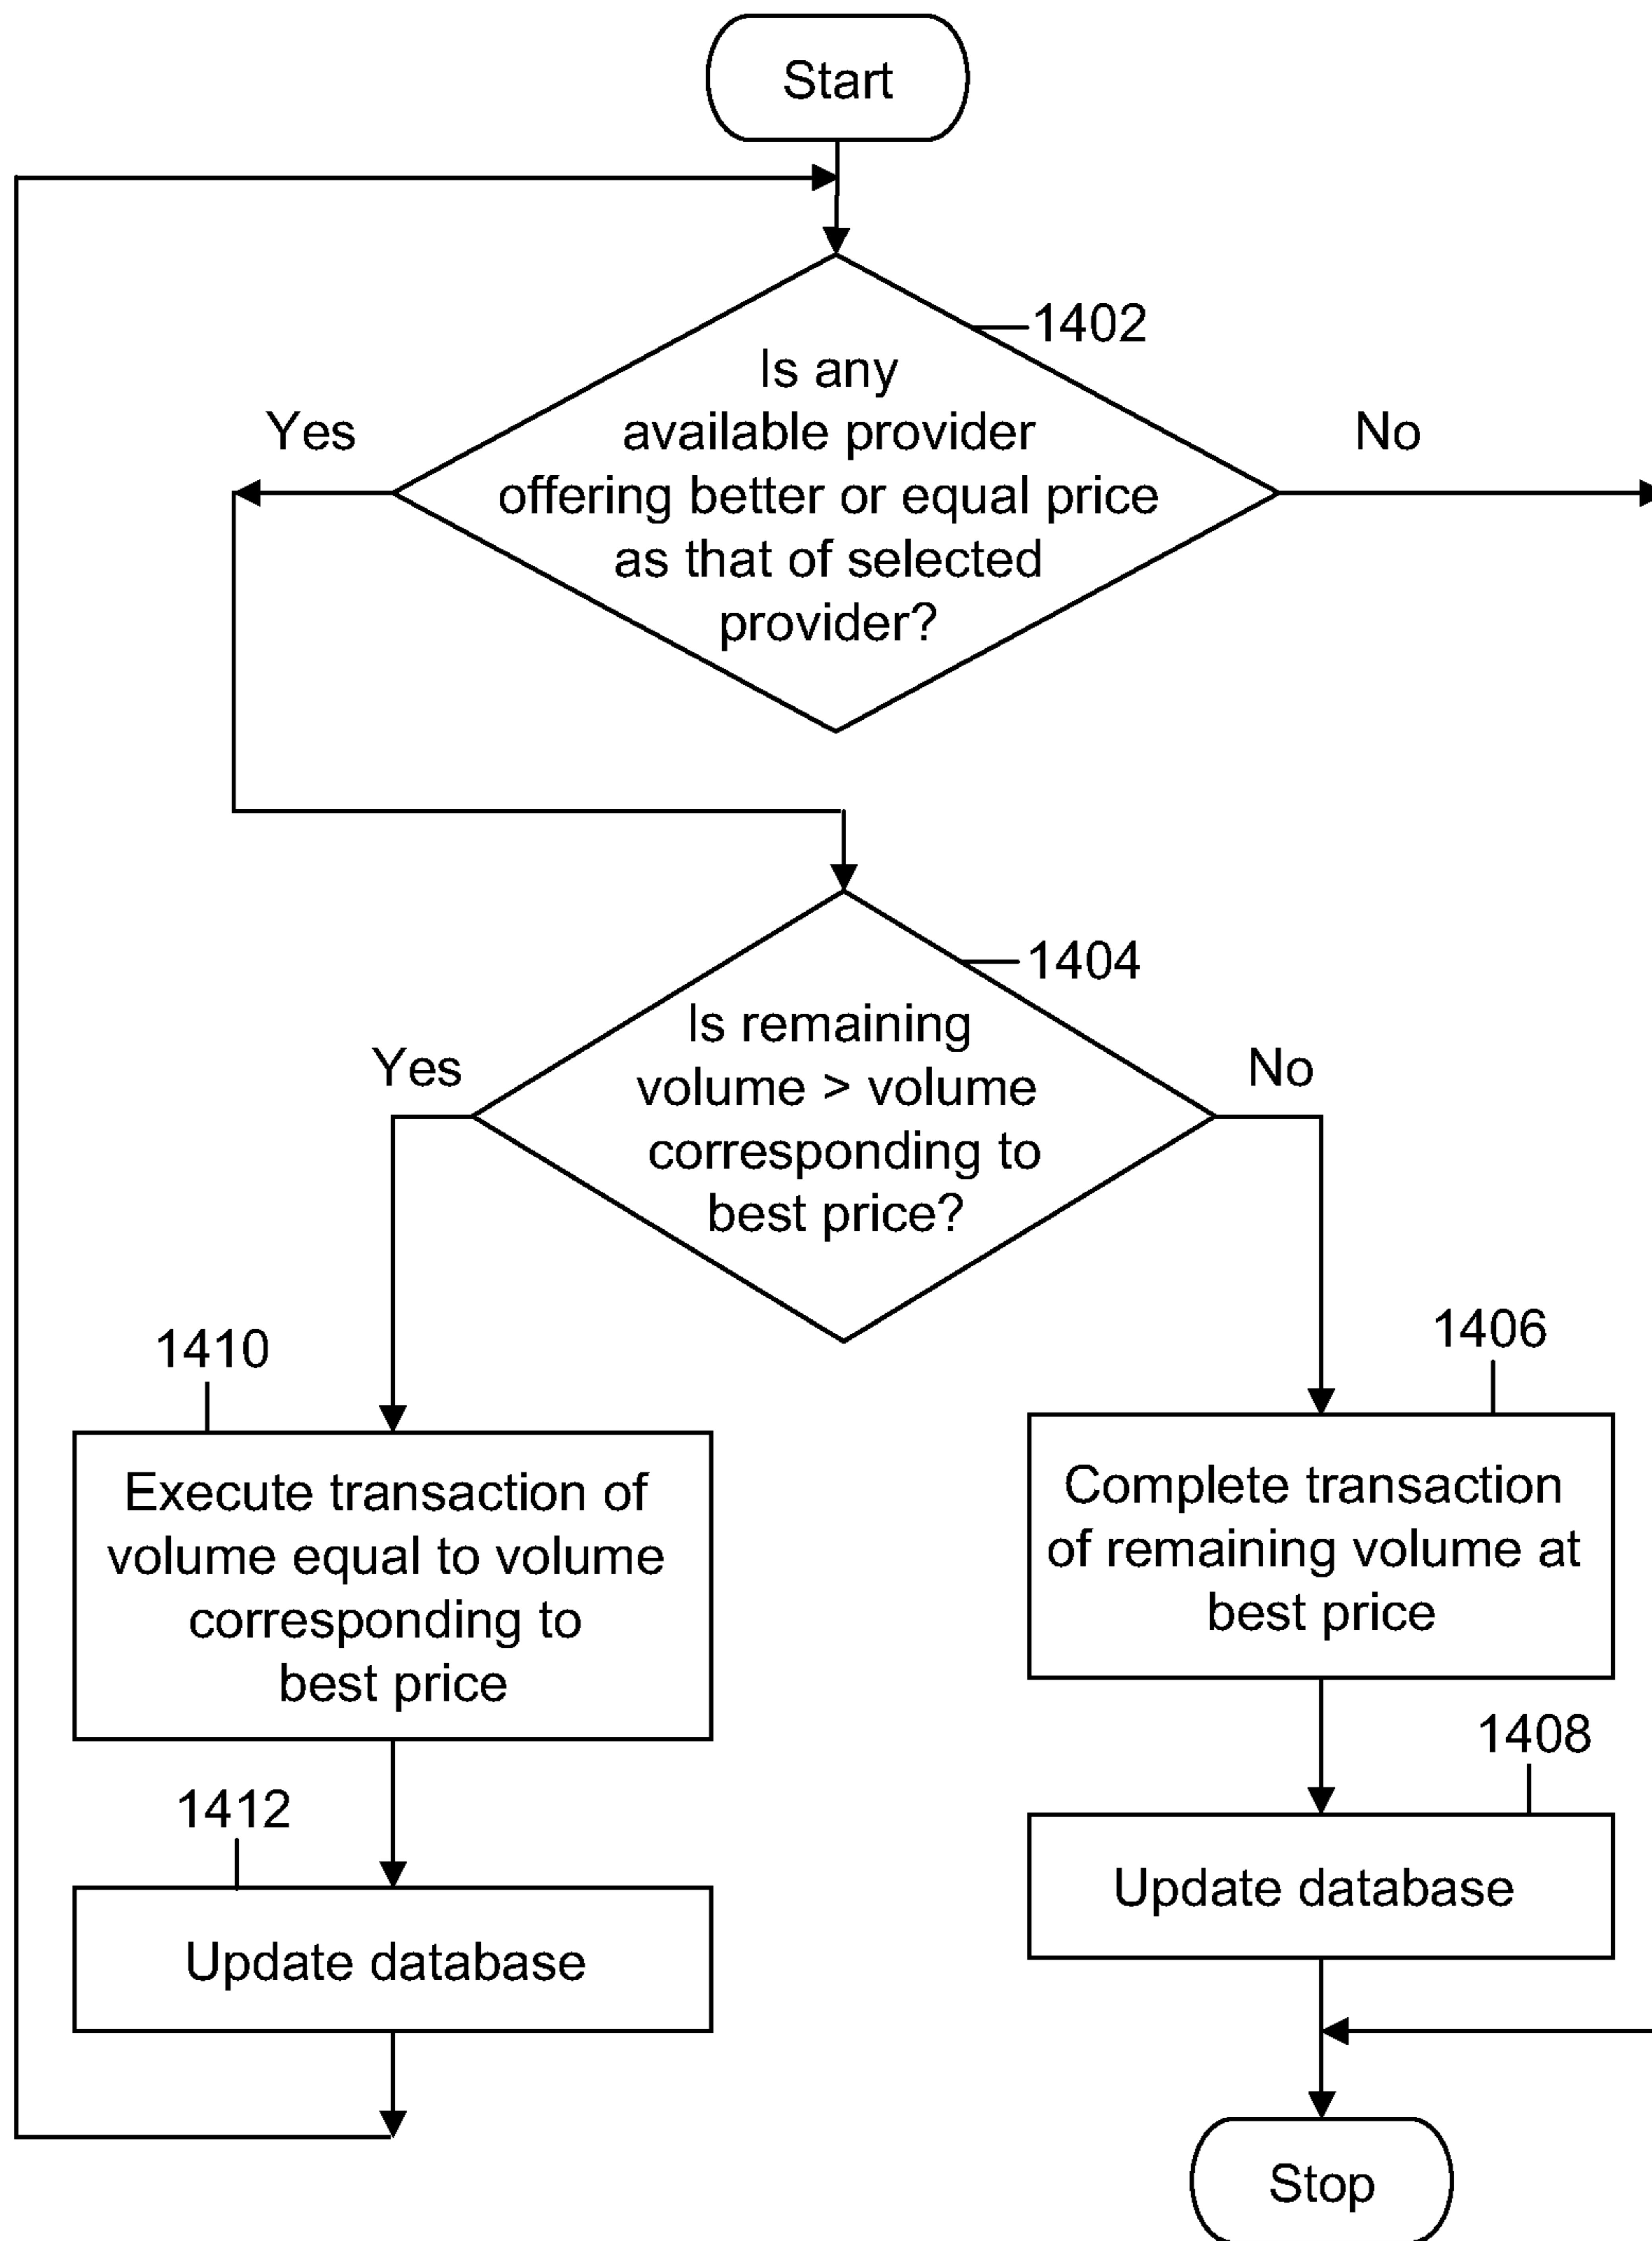 Start
1402
Is any
available provider
offering better or equal price
as that of selected
provider?
Yes
No
1404
Is remaining
volume > volume
corresponding to
best price?
Yes
No
1410
Execute transaction of
volume equal to volume
corresponding to
best price
1406
Complete transaction
of remaining volume at
best price
1412
Update database
1408
Update database
Stop